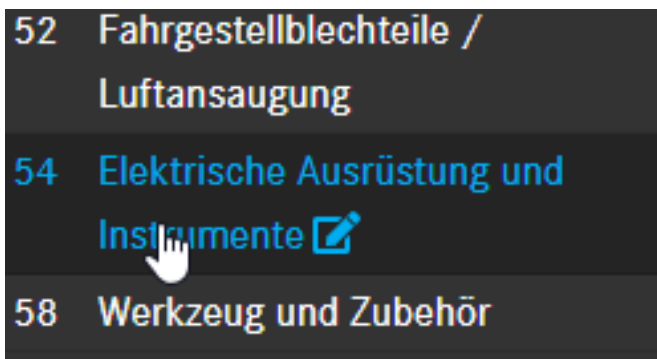 52 Fahrgestellblechteile /
Luftansaugung
54 Elektrische Ausrüstung und
Instrumente
58 Werkzeug und Zubehör